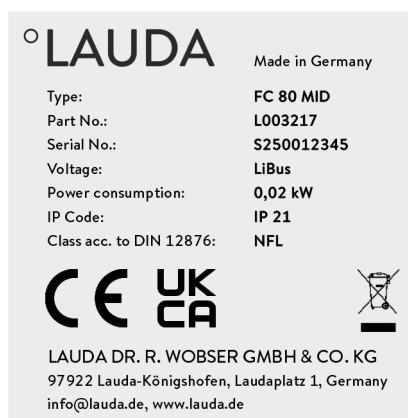 °LAUDA
Made in Germany
Type: FC 80 MID
Part No.: L003217
Serial No.: S250012345
Voltage: LiBus
Power consumption: 0,02 kW
IP Code: IP 21
Class acc. to DIN 12876: NFL
CE UK CA
LAUDA DR. R. WOBSER GMBH & CO. KG
97922 Lauda-Königshofen, Laudaplatz 1, Germany
info@lauda.de, www.lauda.de